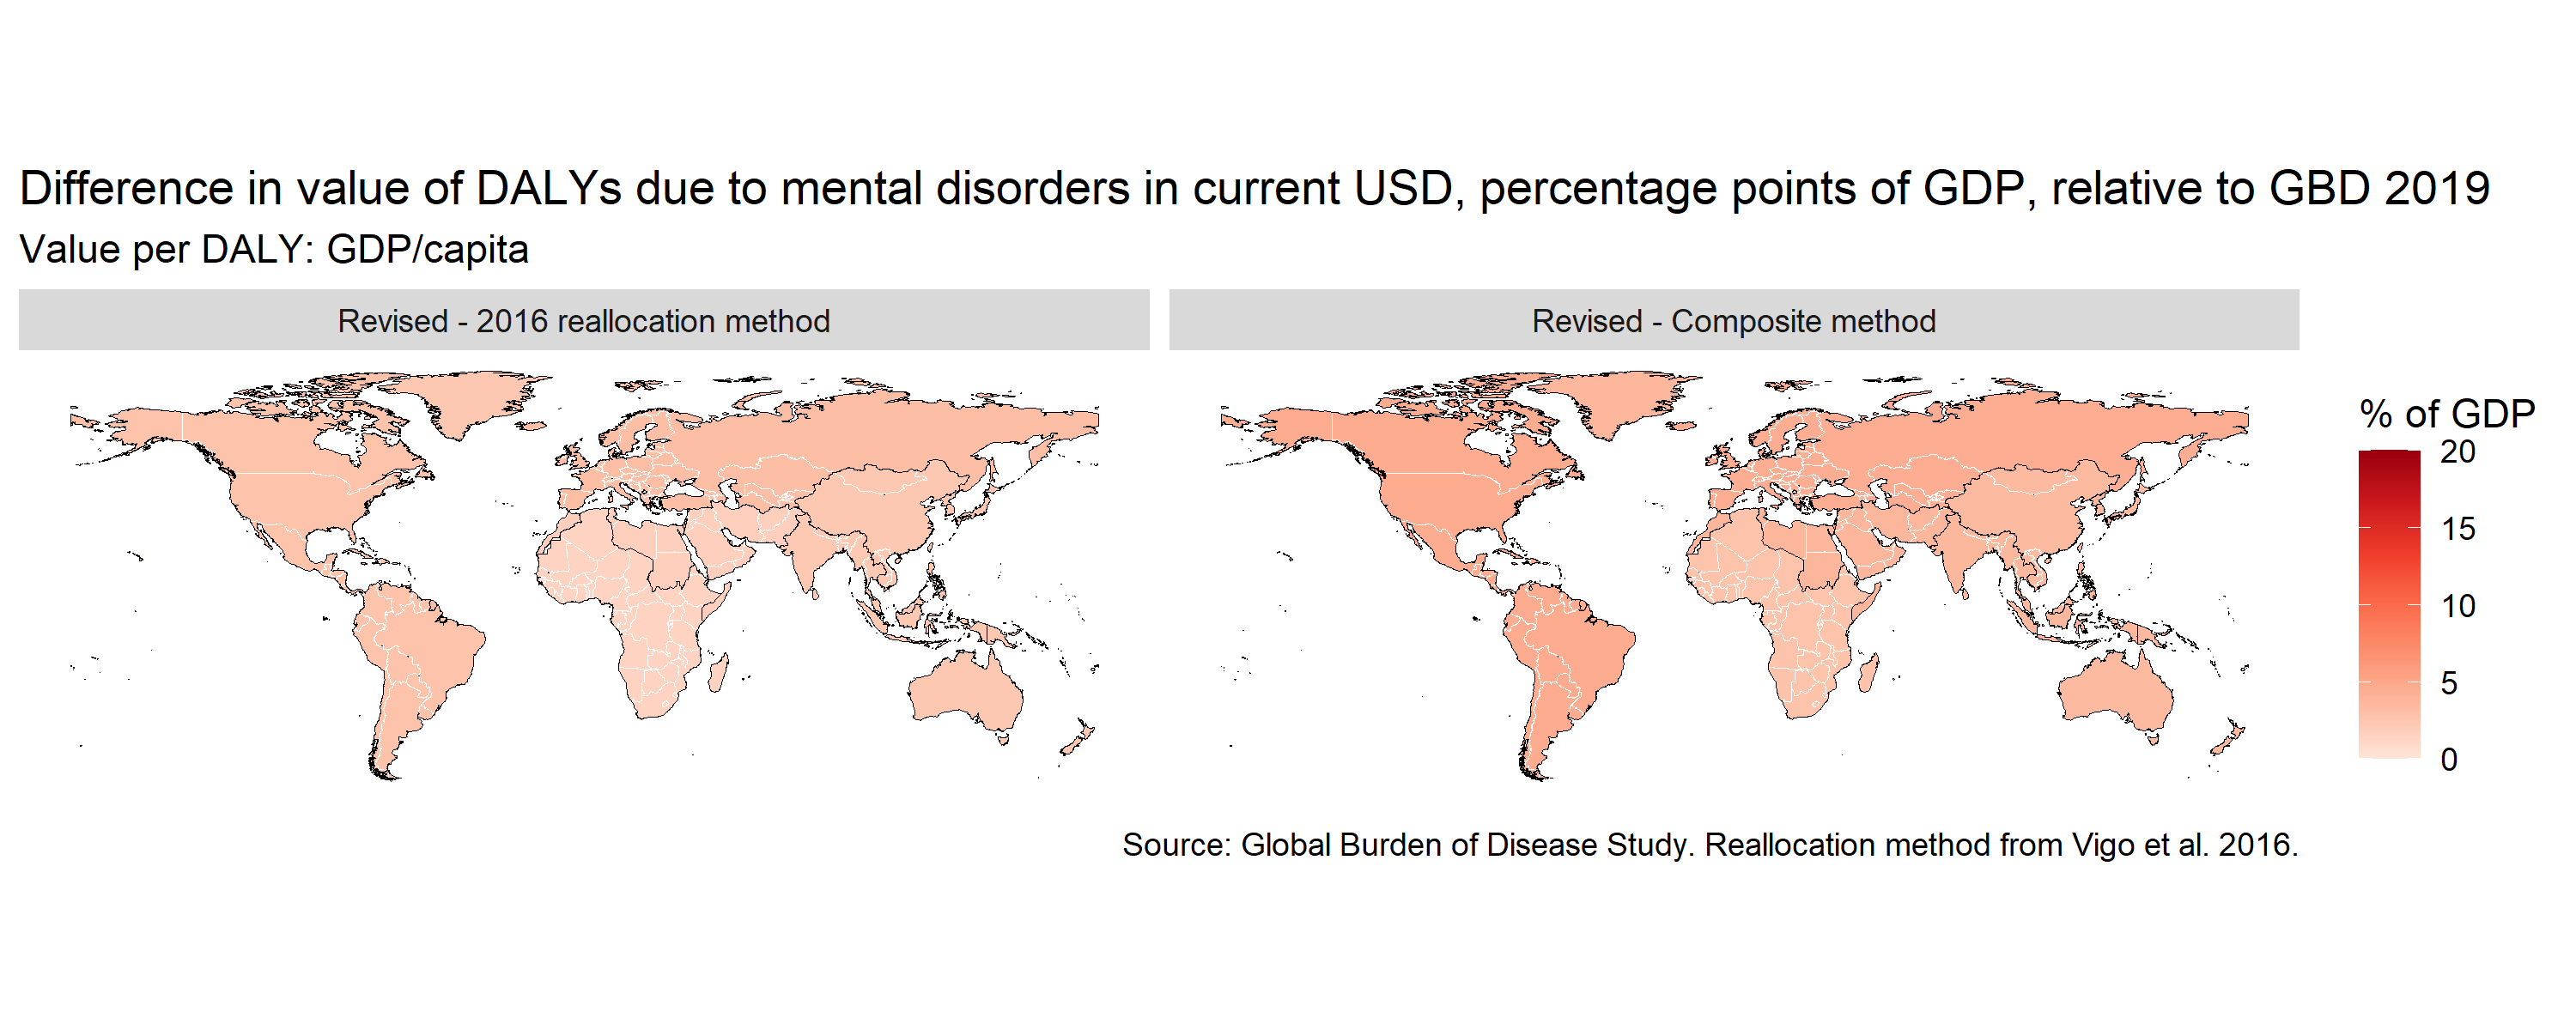 Difference in value of DALYs due to mental disorders in current USD, percentage points of GDP, relative to GBD 2019
Value per DALY: GDP/capita
Revised - 2016 reallocation method
Revised - Composite method
% of GDP
20
15
10
5
0
Source: Global Burden of Disease Study. Reallocation method from Vigo et al. 2016.